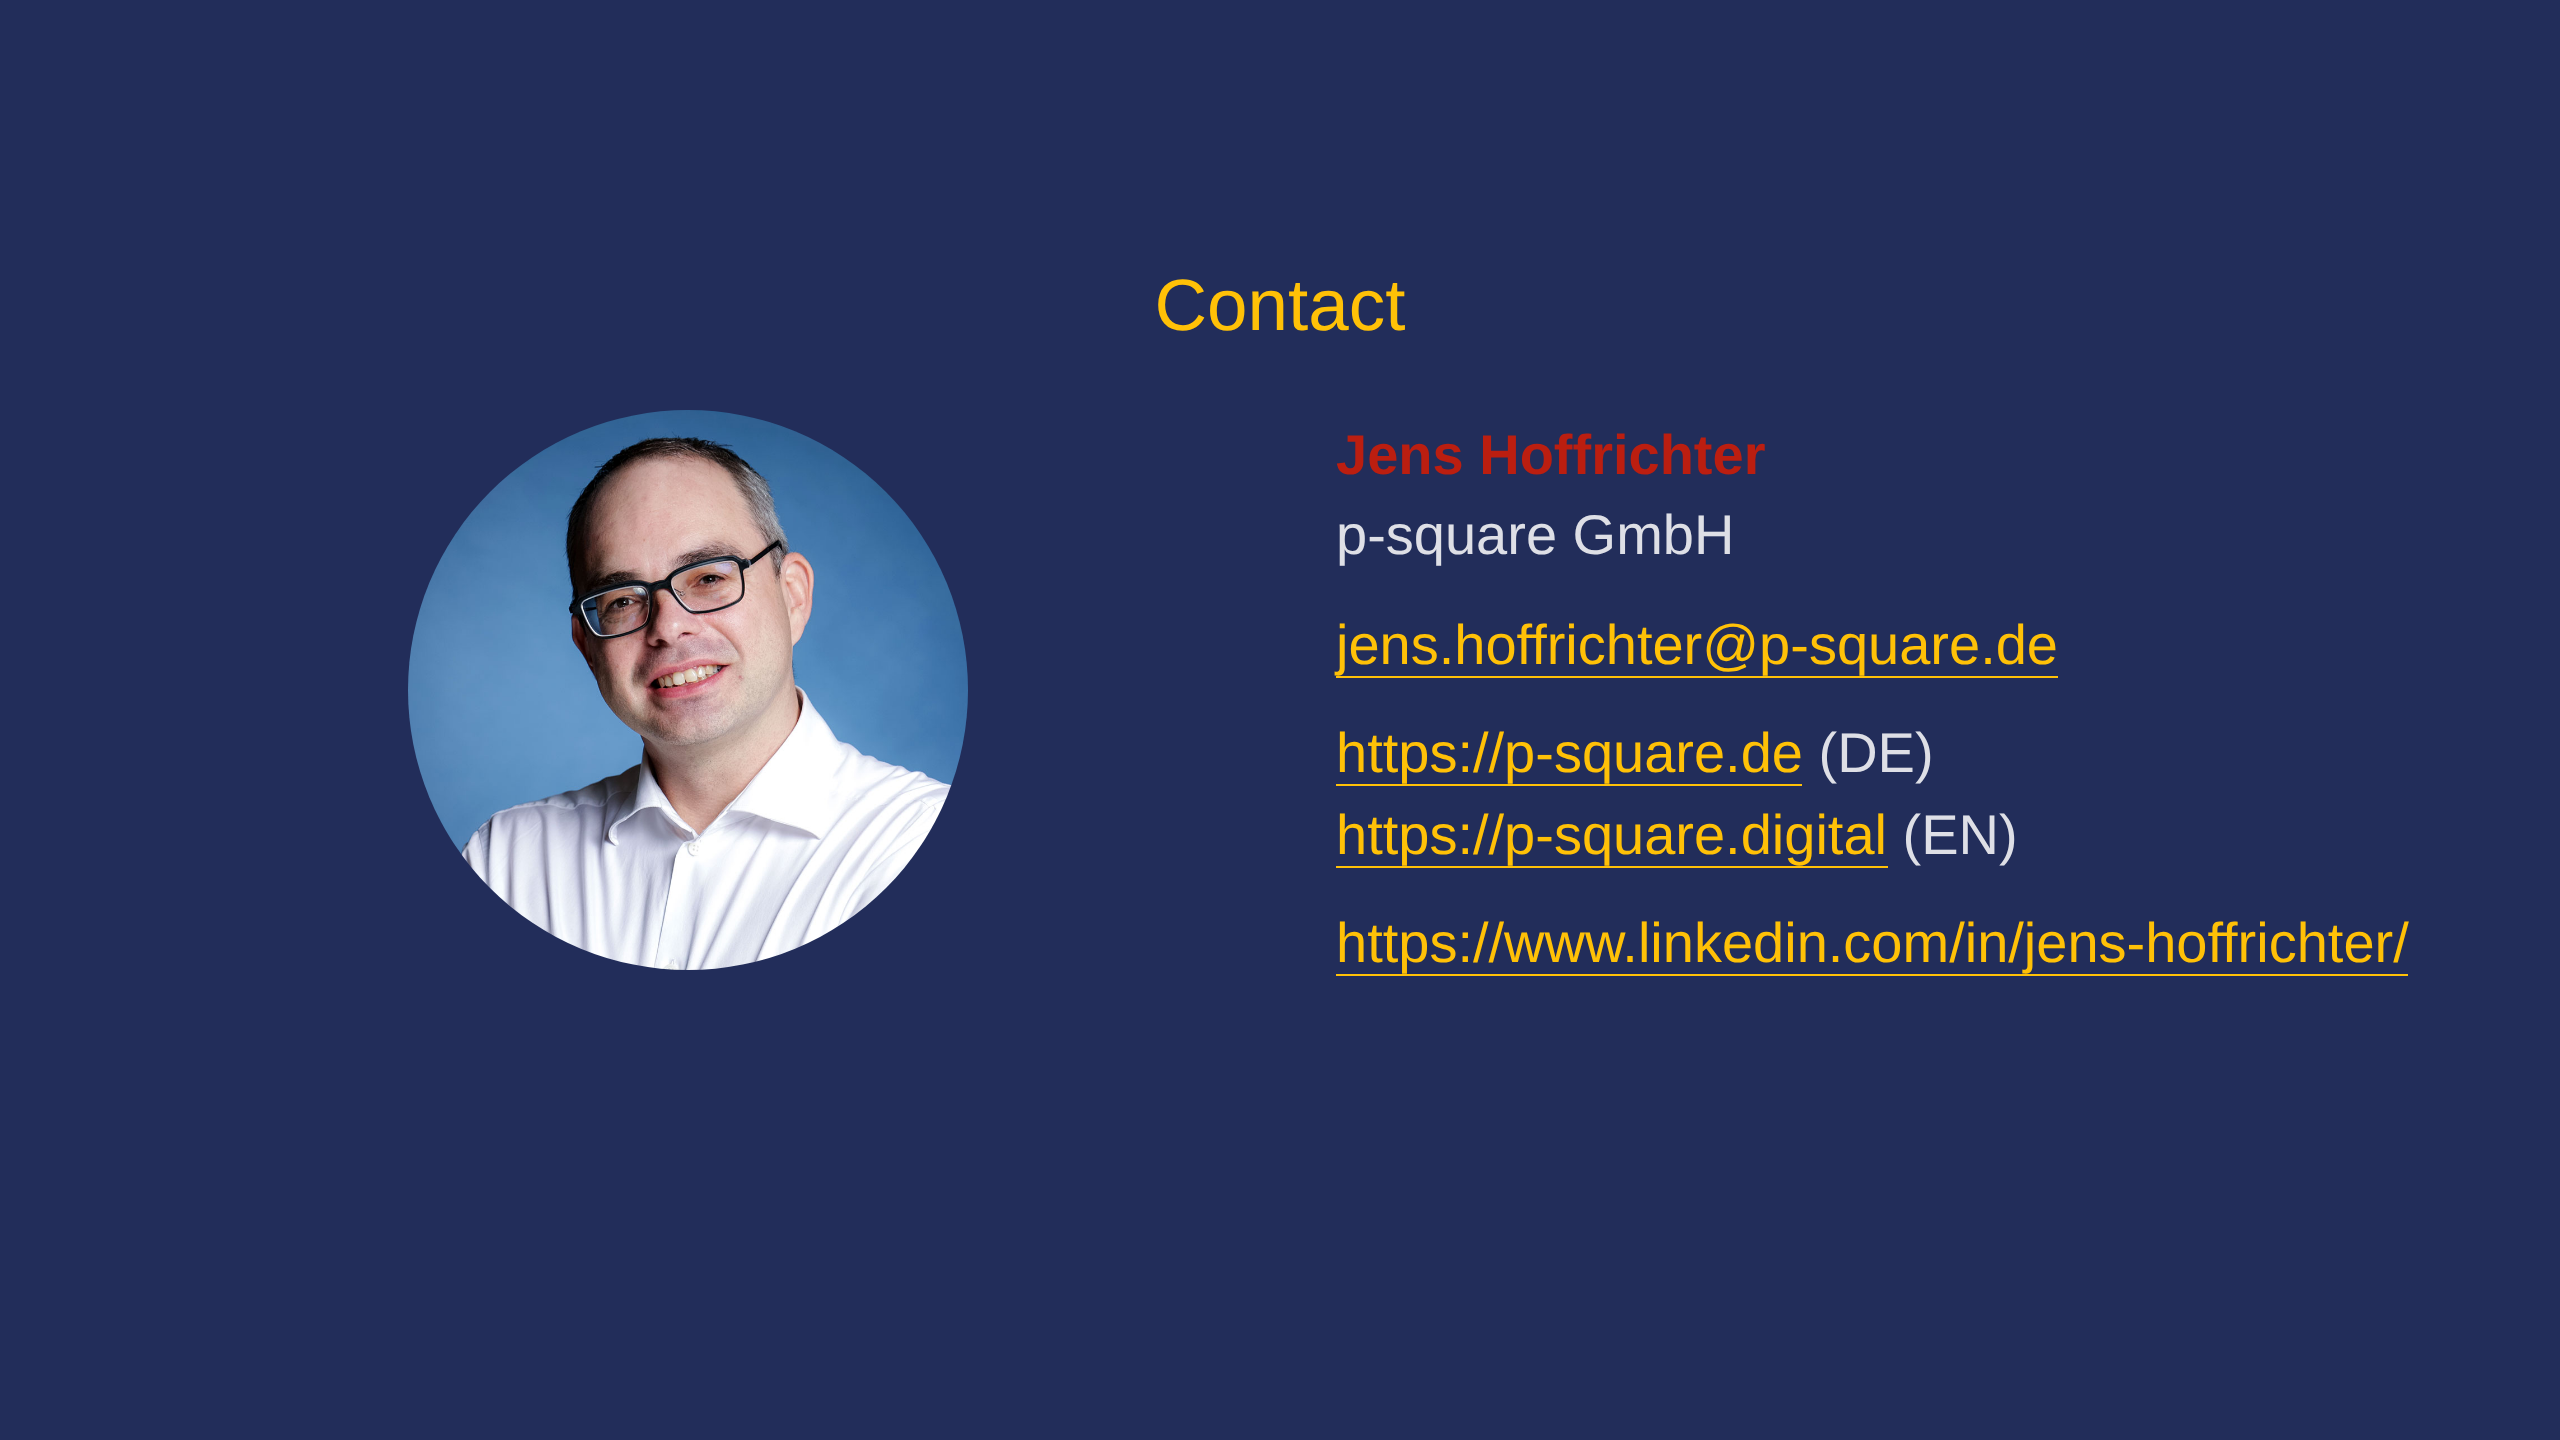 Contact
Jens Hoffrichter
p-square GmbH
jens.hoffrichter@p-square.de
https://p-square.de (DE)
https://p-square.digital (EN)
https://www.linkedin.com/in/jens-hoffrichter/